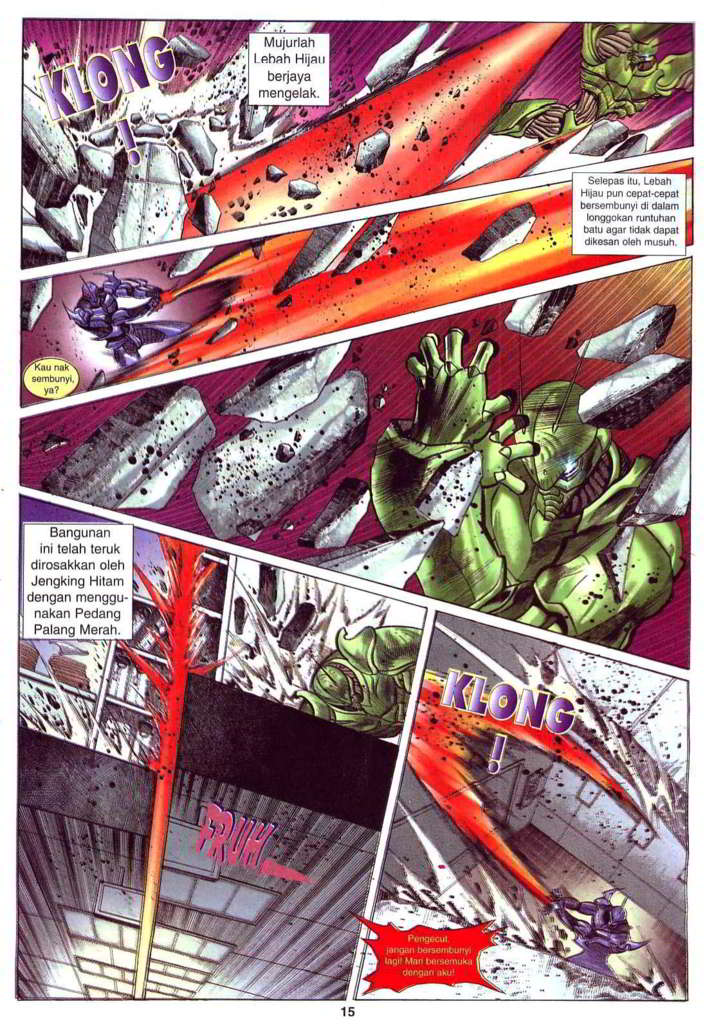 KLONG
!
Mujurlah
Lebah Hijau
berjaya
mengelak.
Selepas itu, Lebah
Hijau pun cepat-cepat
bersembunyi di dalam
longgokan runtuhan
batu agar tidak dapat
dikesan oleh musuh.
Kau nak
sembunyi,
ya?
Bangunan
ini telah teruk
dirosakkan oleh
Jengking Hitam
dengan menggu-
nakan Pedang
Palang Merah.
PRUH
KLONG
!
Pengecut,
jangan bersembunyi
lagi! Mari bersemuka
dengan aku!
15